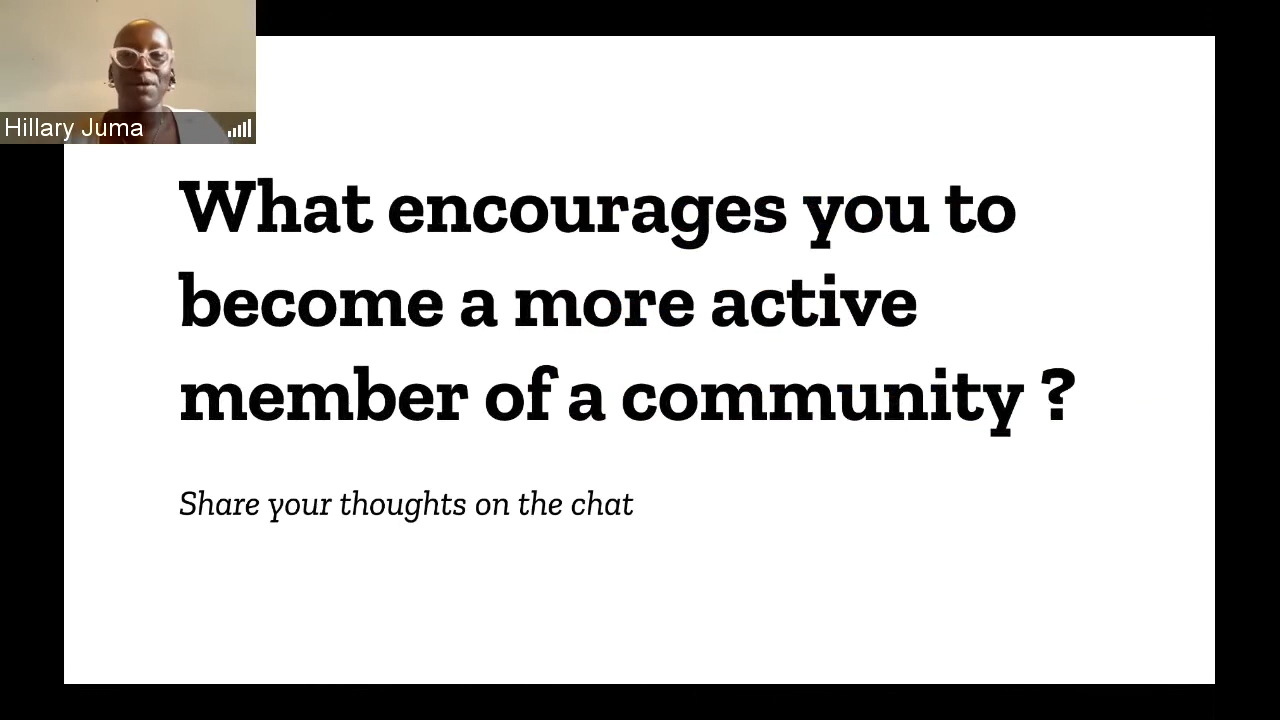 Hillary Juma
What encourages you to
become a more active
member of a community ?
Share your thoughts on the chat